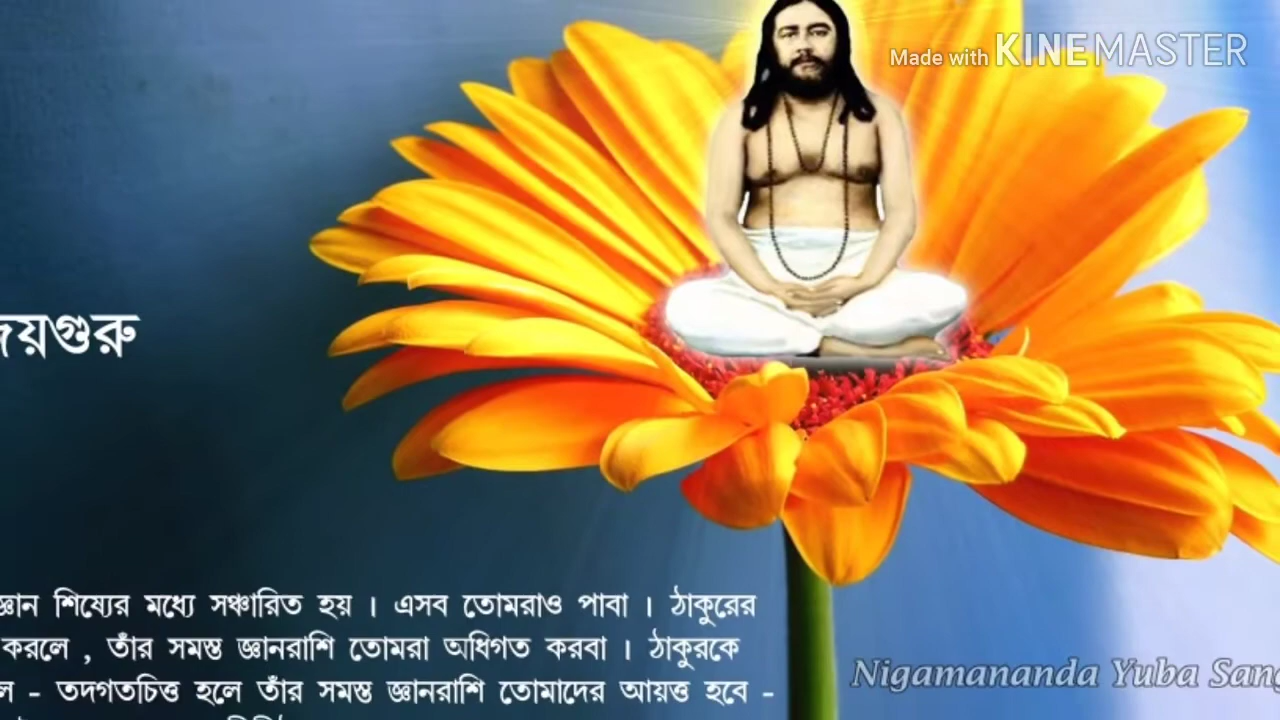 Made with KINEMASTER
জয়গুরু
জ্ঞান শিষ্যের মধ্যে সঞ্চারিত হয় । এসব তোমরাও পাবা । ঠাকুরের
করলে , তাঁর সমস্ত জ্ঞানরাশি তোমরা অধিগত করবা । ঠাকুরকে
- তদগতচিত্ত হলে তাঁর সমস্ত জ্ঞানরাশি তোমাদের আয়ত্ত হবে -
Nigamananda Yuba